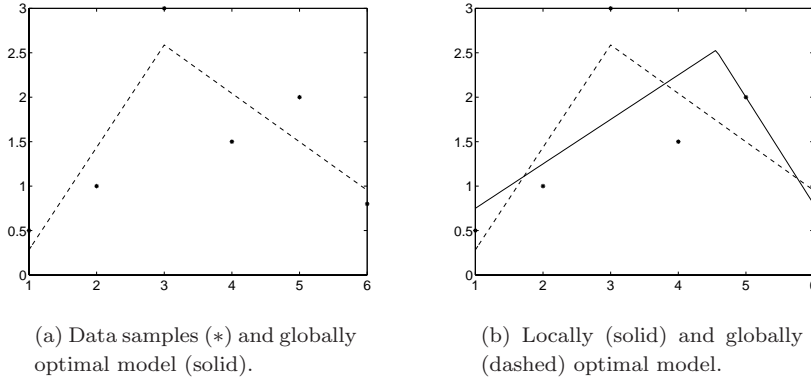 3
2.5
2
1.5
1
0.5
0
1 2 3 4 5 6
3
2.5
2
1.5
1
0.5
0
1 2 3 4 5
(a) Data samples (∗) and globally
optimal model (solid).
(b) Locally (solid) and globally
(dashed) optimal model.